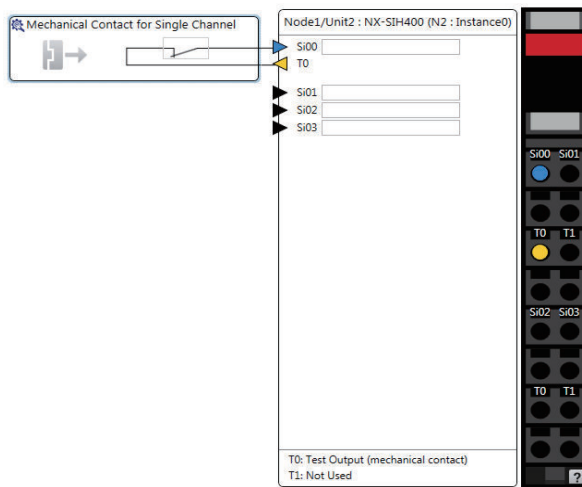 Mechanical Contact for Single Channel
Node1/Unit2 : NX-SIH400 (N2 : Instance0)
Si00
T0
Si01
Si02
Si03
T0: Test Output (mechanical contact)
T1: Not Used
Si00 Si01
T0 T1
Si02 Si03
T0 T1
?